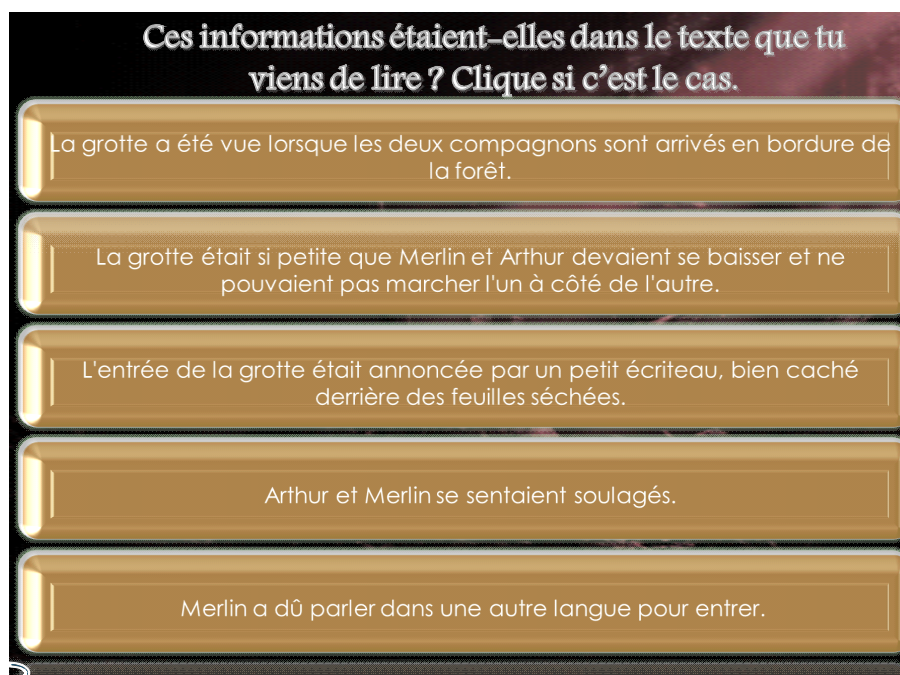 Ces informations étaient-elles dans le texte que tu
viens de lire ? Clique si c’est le cas.
La grotte a été vue lorsque les deux compagnons sont arrivés en bordure de
la forêt.
La grotte était si petite que Merlin et Arthur devaient se baisser et ne
pouvaient pas marcher l'un à côté de l'autre.
L'entrée de la grotte était annoncée par un petit écriteau, bien caché
derrière des feuilles séchées.
Arthur et Merlin se sentaient soulagés.
Merlin a dû parler dans une autre langue pour entrer.